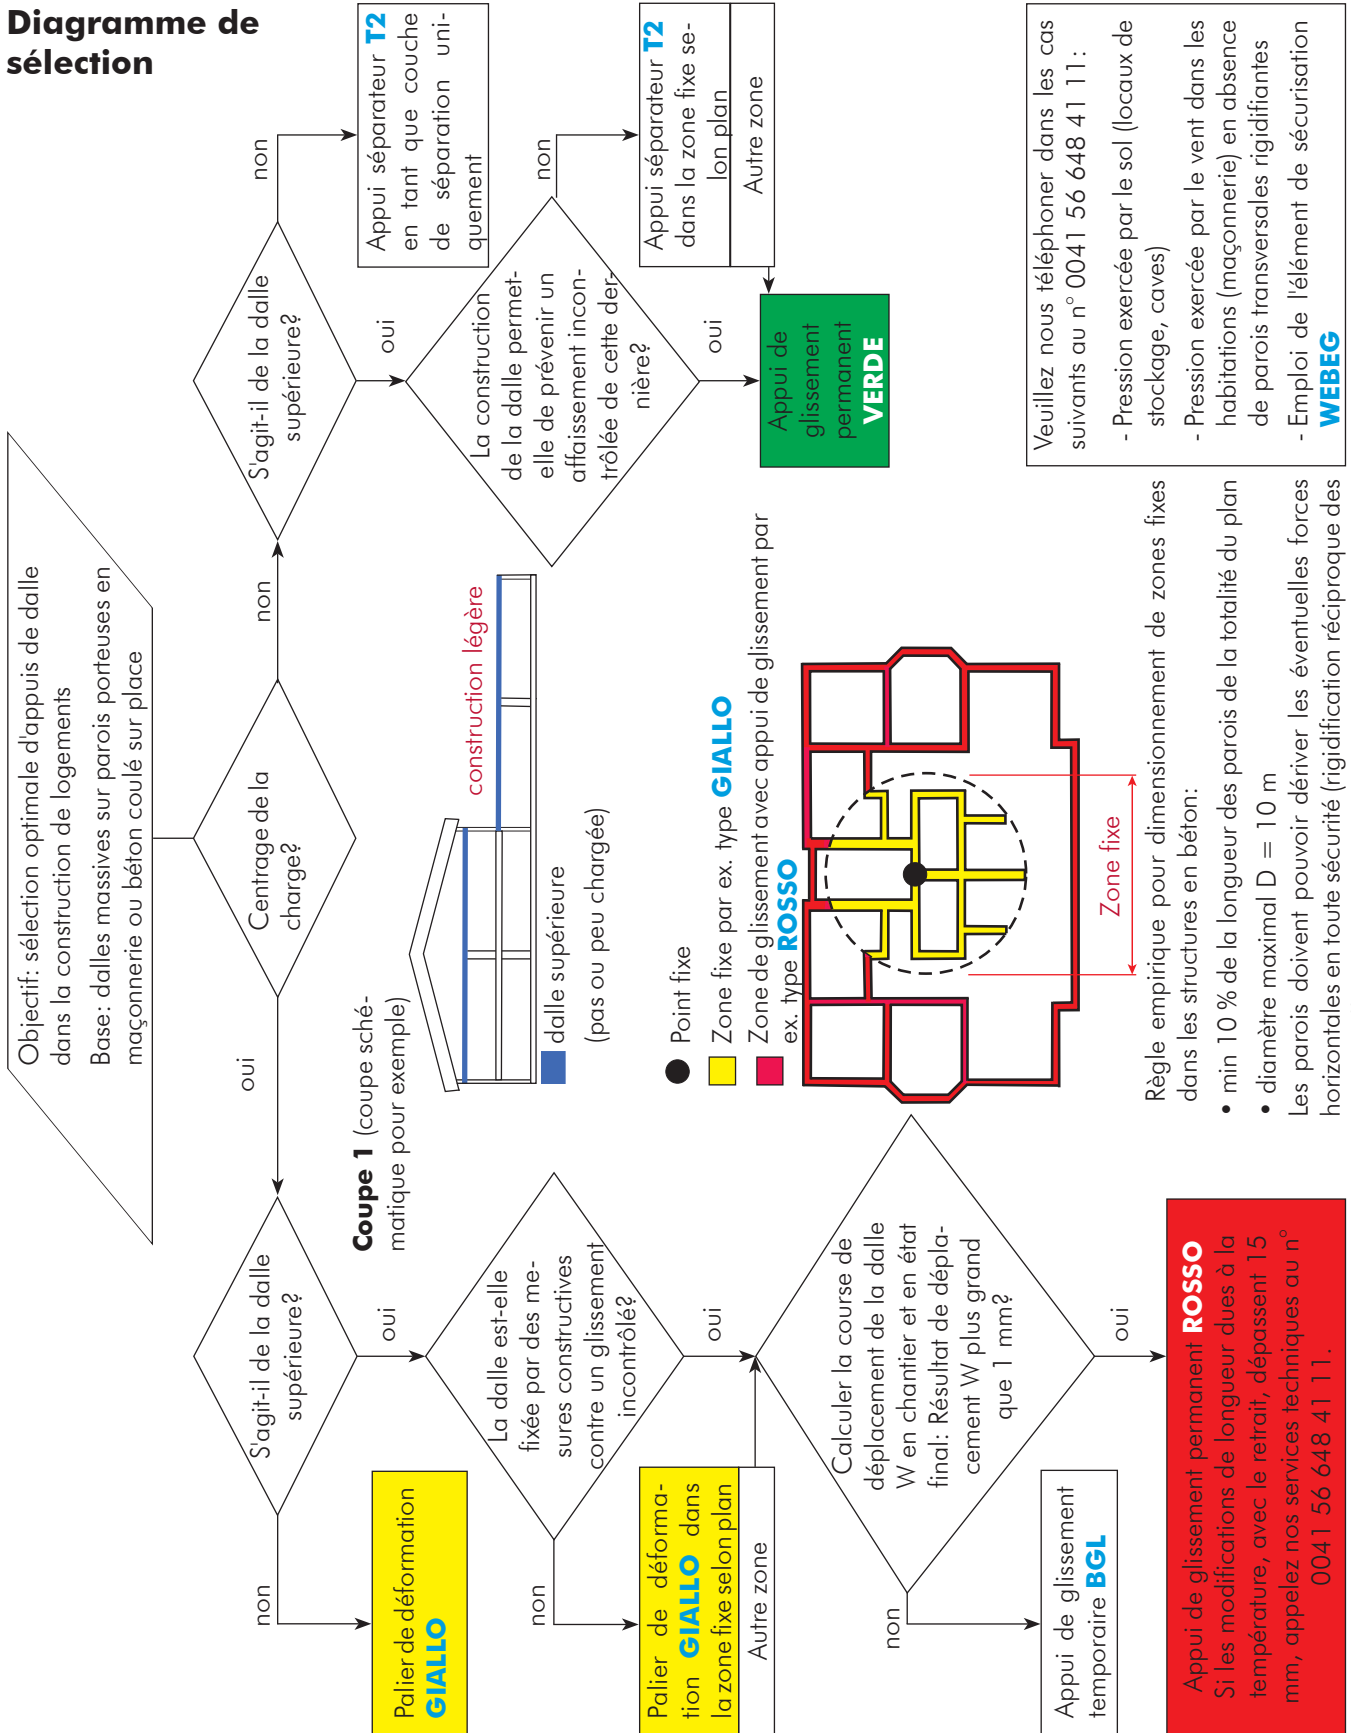 Diagramme de
sélection
Objectif: sélection optimale d'appuis de dalle
dans la construction de logements
Base: dalles massives sur parois porteuses en
maçonnerie ou béton coulé sur place
Centrage de la
charge?
oui
non
S'agit-il de la dalle
supérieure?
non
oui
Palier de déformation
GIALLO
La dalle est-elle
fixée par des me-
sures constructives
contre un glissement
incontrôlé?
non
oui
Palier de déforma-
tion GIALLO dans
la zone fixe selon plan
Autre zone
Calculer la course de
déplacement de la dalle
W en chantier et en état
final: Résultat de dépla-
cement W plus grand
que 1 mm?
non
oui
Appui de glissement
temporaire BGL
Appui de glissement permanent ROSSO
Si les modifications de longueur dues à la
température, avec le retrait, dépassent 15
mm, appelez nos services techniques au n°
0041 56 648 41 11.
S'agit-il de la dalle
supérieure?
non
oui
Appui séparateur T2
en tant que couche
de séparation uni-
quement
La construction
de la dalle permet-
elle de prévenir un
affaissement incon-
trôlée de cette der-
nière?
non
oui
Appui séparateur T2
dans la zone fixe se-
lon plan
Autre zone
Appui de
glissement
permanent
VERDE
Coupe 1 (coupe sché-
matique pour exemple)
construction légère
dalle supérieure
(pas ou peu chargée)
Point fixe
Zone fixe par ex. type GIALLO
Zone de glissement avec appui de glissement par
ex. type ROSSO
Zone fixe
Règle empirique pour dimensionnement de zones fixes
dans les structures en béton:
• min 10 % de la longueur des parois de la totalité du plan
• diamètre maximal D = 10 m
Les parois doivent pouvoir dériver les éventuelles forces
horizontales en toute sécurité (rigidification réciproque des
Veuillez nous téléphoner dans les cas
suivants au n° 0041 56 648 41 11:
- Pression exercée par le sol (locaux de
stockage, caves)
- Pression exercée par le vent dans les
habitations (maçonnerie) en absence
de parois transversales rigidifiantes
- Emploi de l'élément de sécurisation
WEBEG